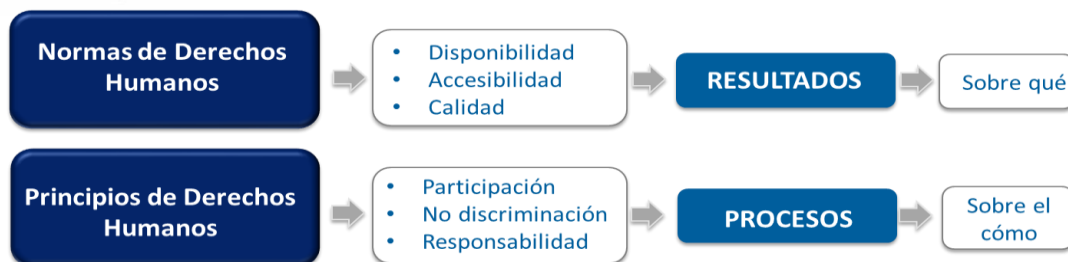 Normas de Derechos
Humanos
• Disponibilidad
• Accesibilidad
• Calidad
RESULTADOS
Sobre qué
Principios de Derechos
Humanos
• Participación
• No discriminación
• Responsabilidad
PROCESOS
Sobre el
cómo